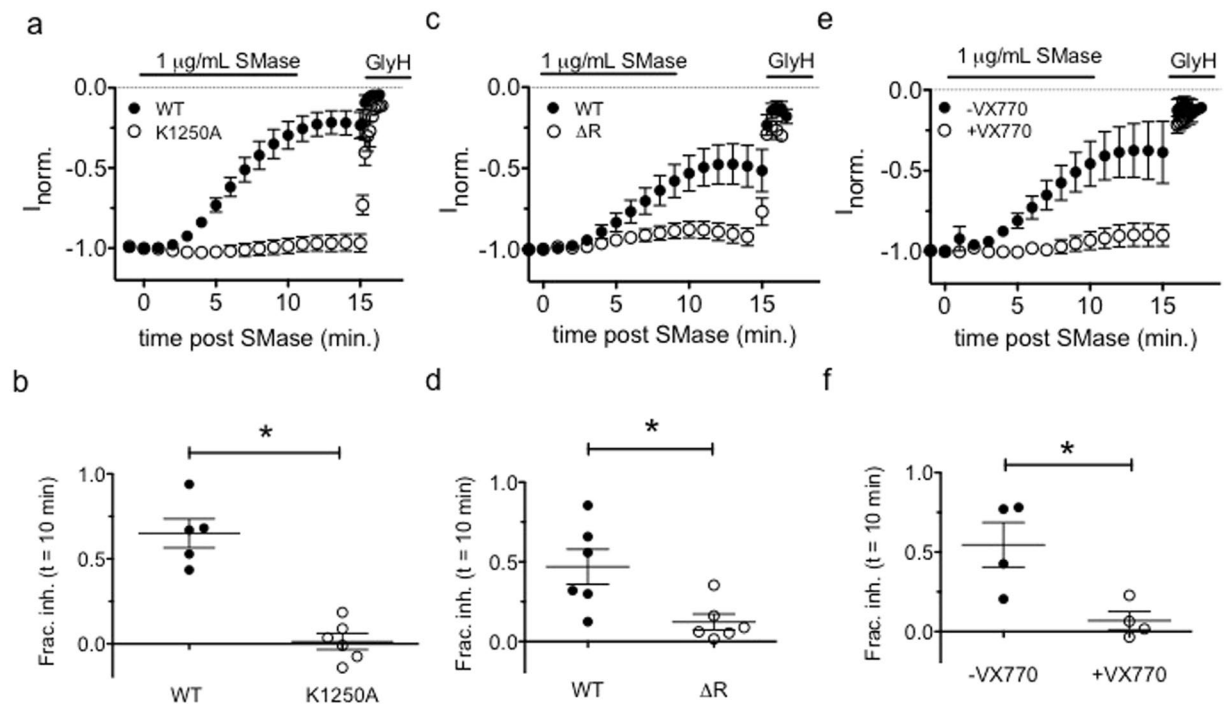 a
1 μg/mL SMase
GlyH
0.0
-0.5
-1.0
I norm.
WT
K1250A
0
5
10
15
time post SMase (min.)
c
1 μg/mL SMase
GlyH
0.0
-0.5
-1.0
I norm.
WT
ΔR
0
5
10
15
time post SMase (min.)
e
1 μg/mL SMase
GlyH
0.0
-0.5
-1.0
I norm.
-VX770
+VX770
0
5
10
15
time post SMase (min.)
b
*
1.0
0.5
0.0
Frac. inh. (t = 10 min)
WT
K1250A
d
*
1.0
0.5
0.0
Frac. inh. (t = 10 min)
WT
ΔR
f
*
1.0
0.5
0.0
Frac. inh. (t = 10 min)
-VX770
+VX770